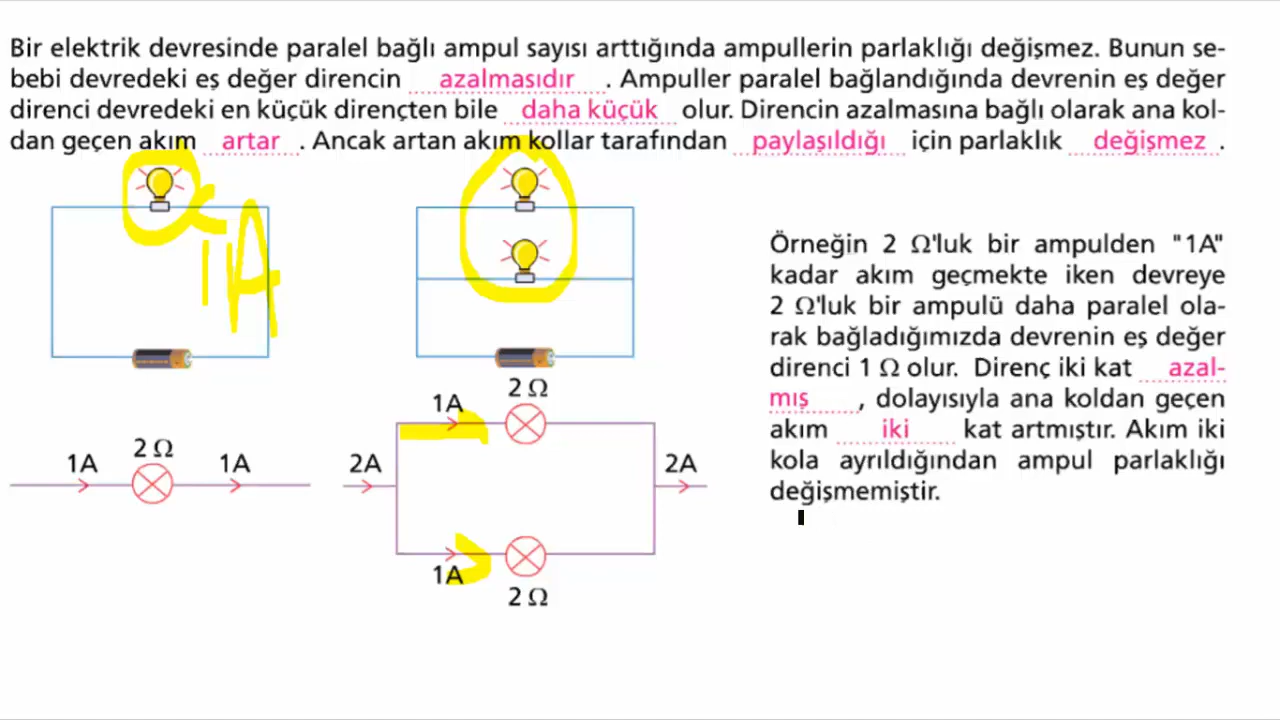 Bir elektrik devresinde paralel bağlı ampul sayısı arttığında ampullerin parlaklığı değişmez. Bunun se-
bebi devredeki eş değer direncin azalmasıdır . Ampuller paralel bağlandığında devrenin eş değer
direnci devredeki en küçük dirençten bile daha küçük olur. Direncin azalmasına bağlı olarak ana kol-
dan geçen akım artar . Ancak artan akım kollar tarafından paylaşıldığı için parlaklık değişmez .
1A
Örneğin 2 Ω'luk bir ampulden "1A"
kadar akım geçmekte iken devreye
2 Ω'luk bir ampulü daha paralel ola-
rak bağladığımızda devrenin eş değer
direnci 1 Ω olur. Direnç iki kat azal-
mış , dolayısıyla ana koldan geçen
akım iki kat artmıştır. Akım iki
kola ayrıldığından ampul parlaklığı
değişmemiştir.
1A 2 Ω 1A
1A 2 Ω
2A 2A
1A 2 Ω